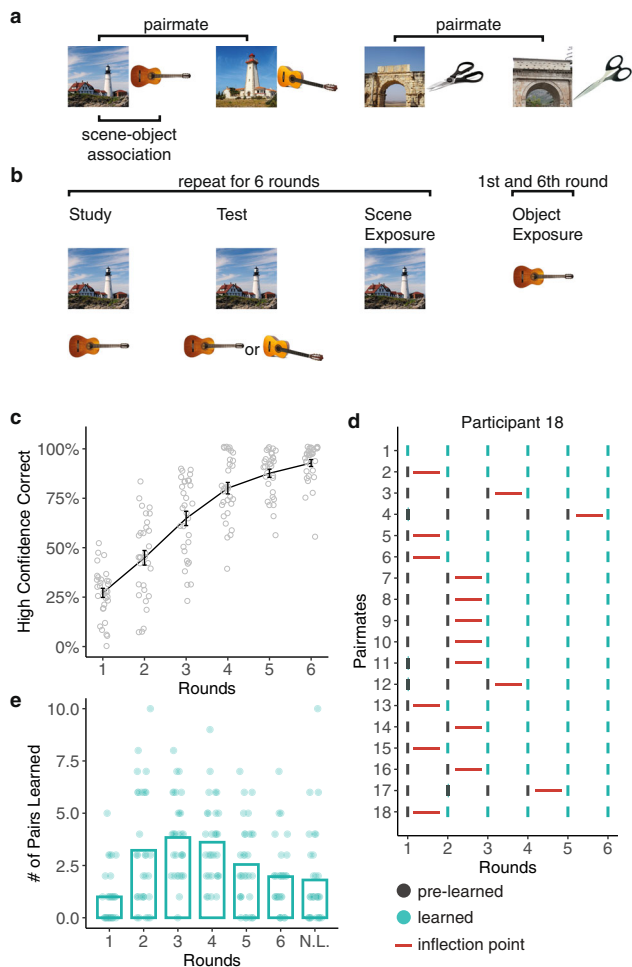 a
pairmate
pairmate
scene-object
association
b
repeat for 6 rounds
1st and 6th round
Study
Test
Scene
Exposure
Object
Exposure
or
c
High Confidence Correct
100%
75%
50%
25%
0%
1 2 3 4 5 6
Rounds
d
Participant 18
Pairmates
1
2
3
4
5
6
7
8
9
10
11
12
13
14
15
16
17
18
1 2 3 4 5 6
Rounds
pre-learned
learned
inflection point
e
# of Pairs Learned
10.0
7.5
5.0
2.5
0.0
1 2 3 4 5 6 N.L.
Rounds